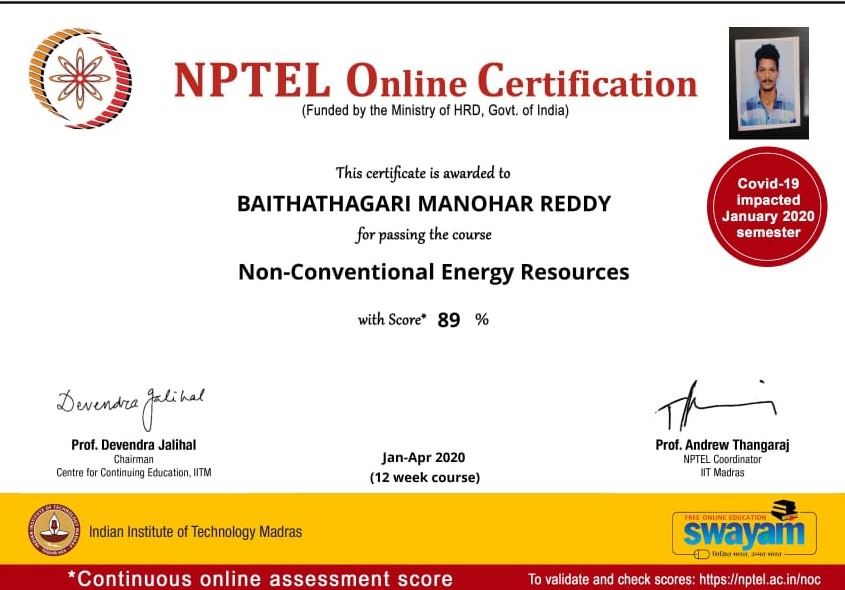 NPTEL Online Certification
(Funded by the Ministry of HRD, Govt. of India)
This certificate is awarded to
BAITHATHAGARI MANOHAR REDDY
for passing the course
Non-Conventional Energy Resources
with Score* 89 %
Covid-19
impacted
January 2020
semester
Devendra Jalihal
Prof. Devendra Jalihal
Chairman
Centre for Continuing Education, IITM
Jan-Apr 2020
(12 week course)
Prof. Andrew Thangaraj
NPTEL Coordinator
IIT Madras
Indian Institute of Technology Madras
FREE ONLINE EDUCATION
swayam
शिक्षित भारत, उन्नत भारत
*Continuous online assessment score
To validate and check scores: https://nptel.ac.in/noc